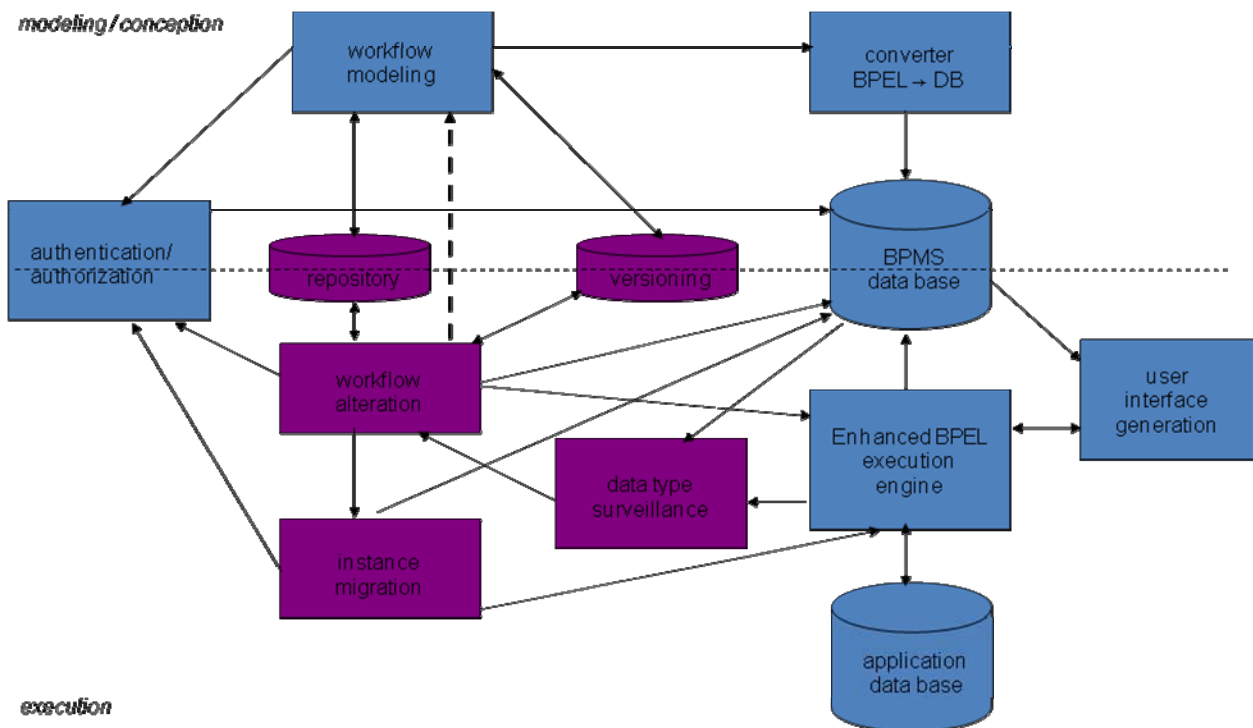 modeling / conception
workflow
modeling
converter
BPEL → DB
authentication/
authorization
repository
versioning
BPMS
data base
workflow
alteration
user
interface
generation
Enhanced BPEL
execution
engine
data type
surveillance
instance
migration
application
data base
execution